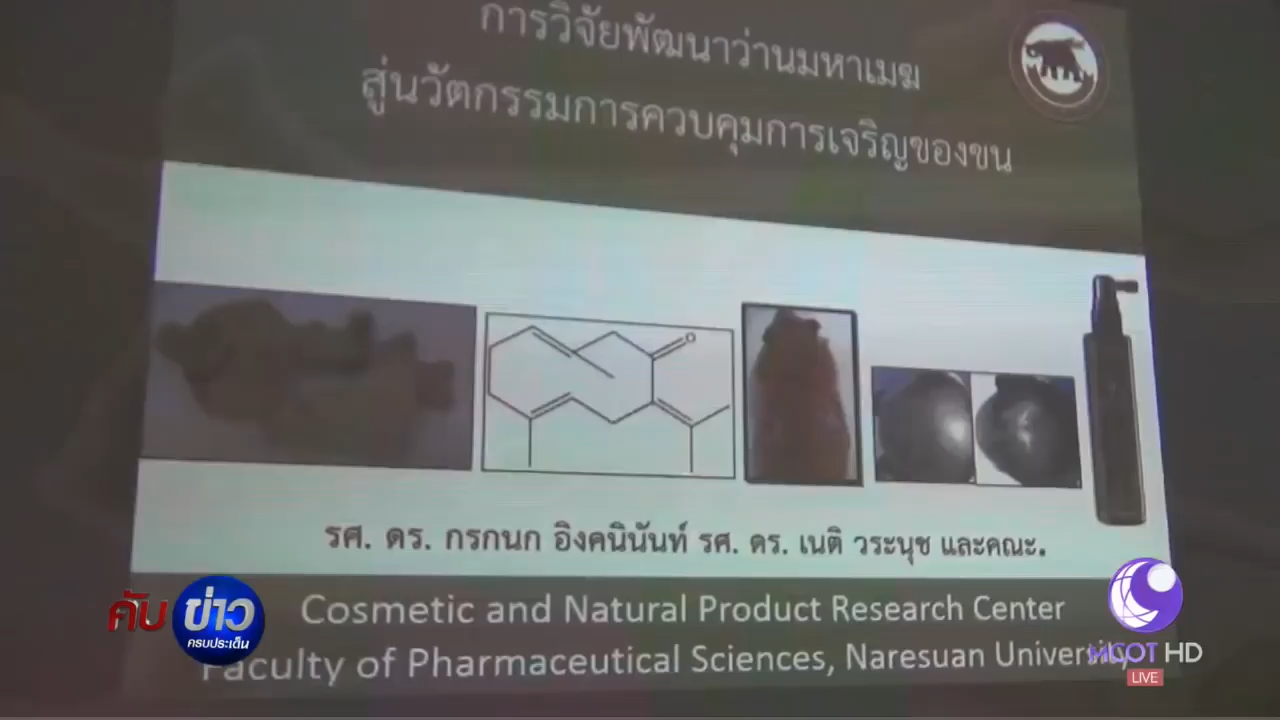 การวิจัยพัฒนาว่านมหาเมฆ
สู่นวัตกรรมการควบคุมการเจริญของขน
O
รศ. ดร. กรกนก อิงคนินันท์ รศ. ดร. เนติ วระนุช และคณะ.
Cosmetic and Natural Product Research Center
Faculty of Pharmaceutical Sciences, Naresuan University
คับ
ข่าว
ครบประเด็น
MCOT HD
LIVE